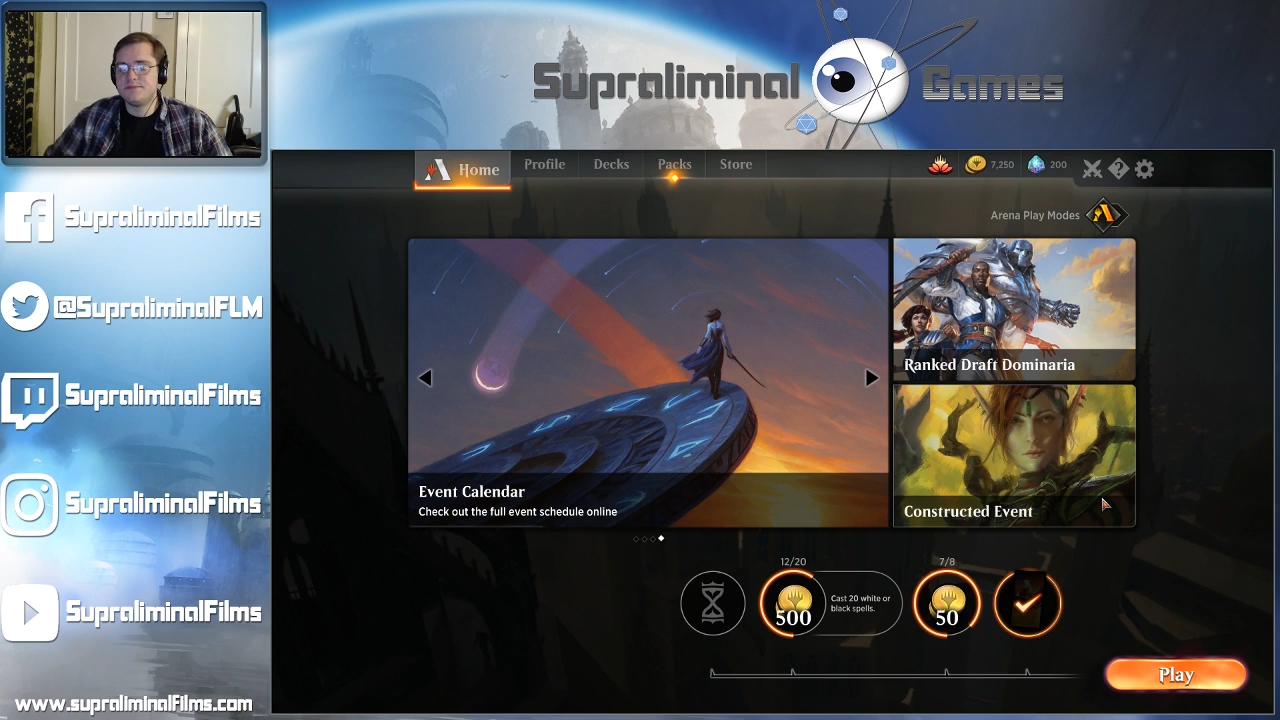 Supraliminal Games
Home
Profile
Decks
Packs
Store
7,250
200
SupraliminalFilms
@SupraliminalFLM
SupraliminalFilms
SupraliminalFilms
SupraliminalFilms
www.supraliminalfilms.com
Arena Play Modes
Ranked Draft Dominaria
Event Calendar
Check out the full event schedule online
Constructed Event
12/20
500
Cast 20 white or
black spells.
7/8
50
Play